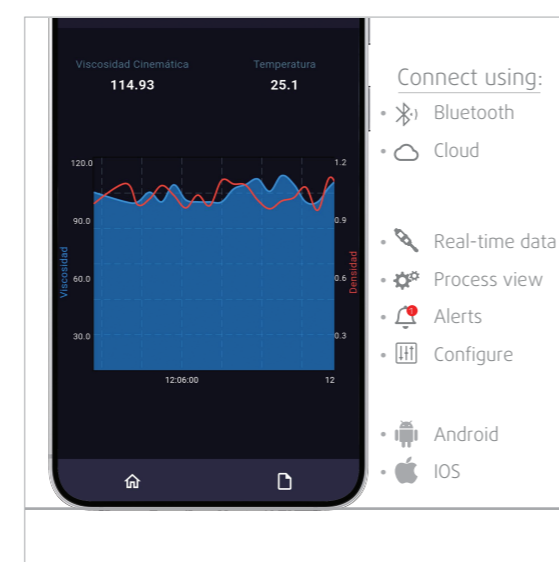 Viscosidad Cinemática
114.93
Temperatura
25.1
120.0
90.0
60.0
30.0
Viscosidad
1.2
0.9
0.6
0.3
Densidad
12:06:00
12
Connect using:
• Bluetooth
• Cloud
• Real-time data
• Process view
1
• Alerts
• Configure
• Android
• IOS